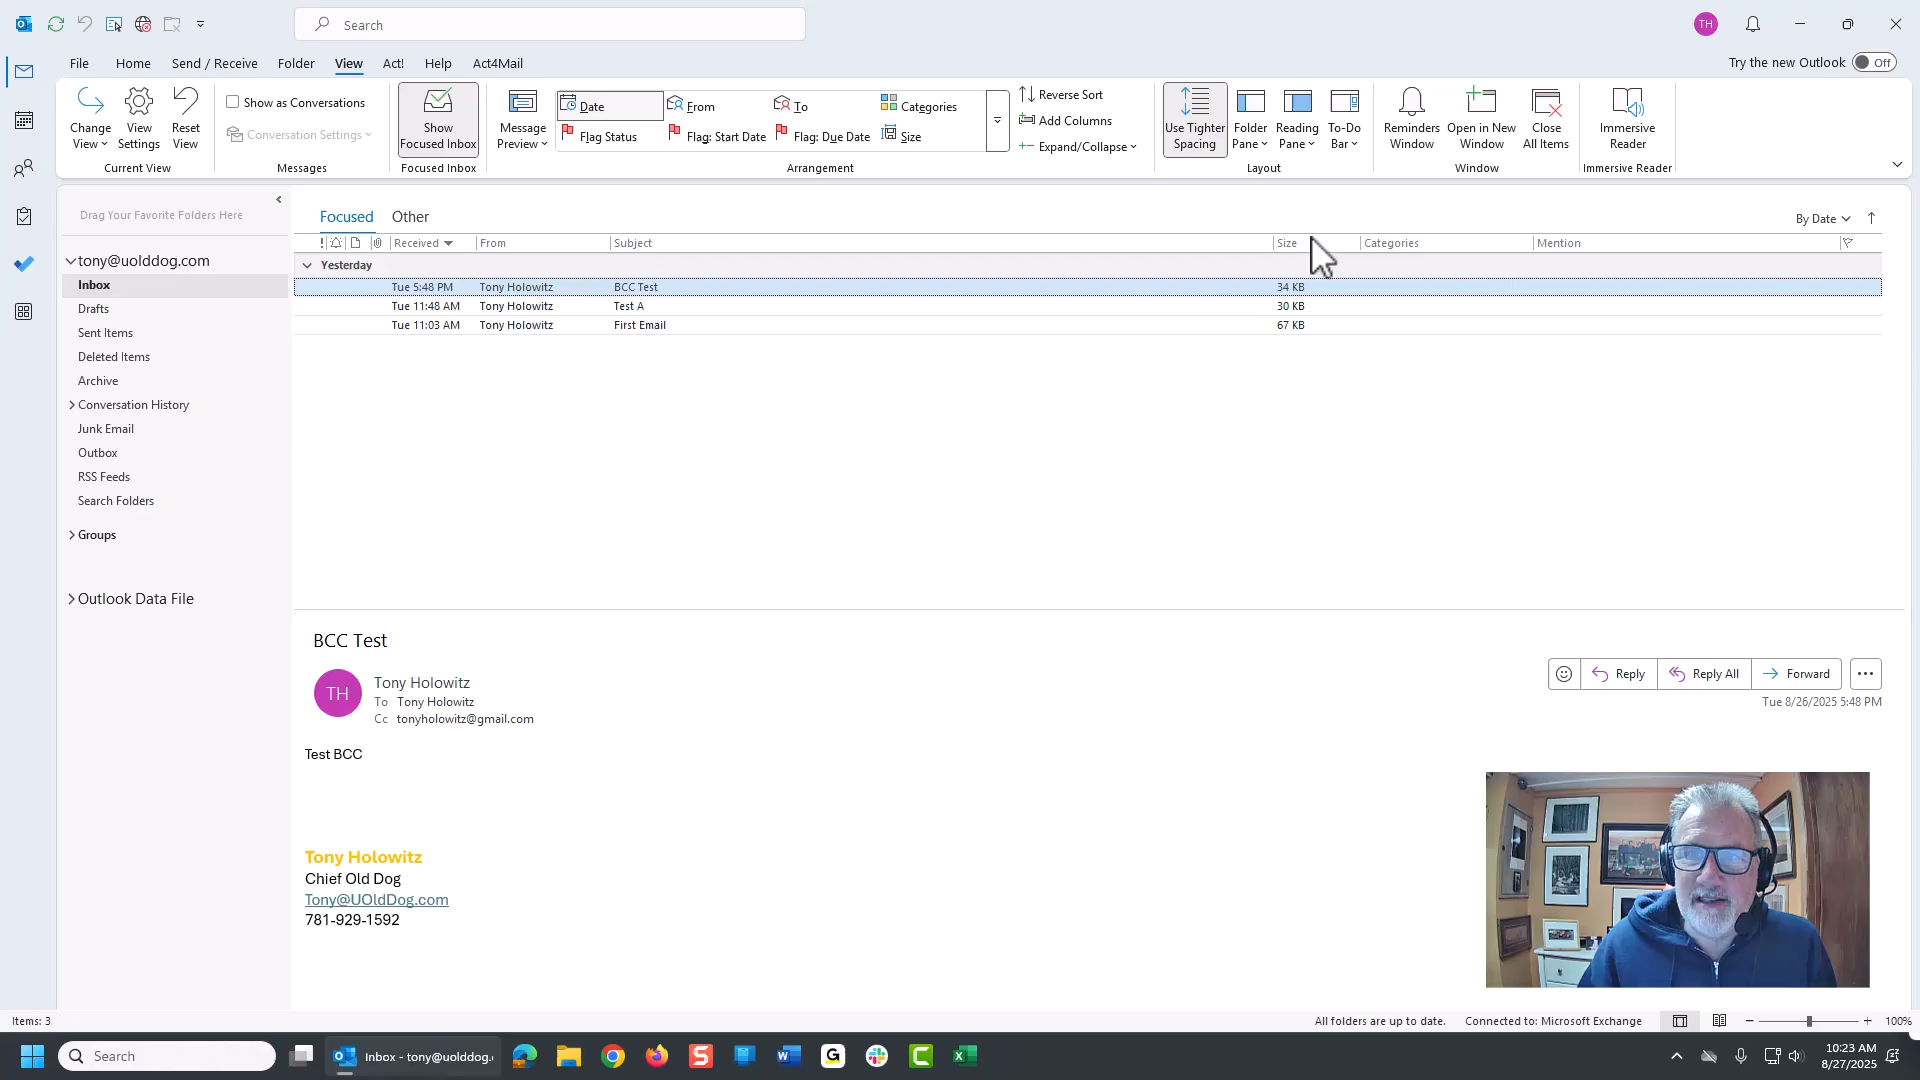 Search
TH
File Home Send / Receive Folder View Act! Help Act4Mail
Try the new Outlook Off
Change View
View Settings
Reset View
Current View
Show as Conversations
Conversation Settings
Messages
Show Focused Inbox
Focused Inbox
Message Preview
Date From To Categories
Flag Status Flag: Start Date Flag: Due Date Size
Arrangement
Reverse Sort
Add Columns
Expand/Collapse
Use Tighter Spacing
Folder Pane
Reading Pane
To-Do Bar
Layout
Reminders Window
Open in New Window
Close All Items
Window
Immersive Reader
Immersive Reader
Drag Your Favorite Folders Here
tony@uolddog.com
Inbox
Drafts
Sent Items
Deleted Items
Archive
Conversation History
Junk Email
Outbox
RSS Feeds
Search Folders
Groups
Outlook Data File
Focused Other
By Date
! Received From Subject Size Categories Mention
Yesterday
Tue 5:48 PM Tony Holowitz BCC Test 34 KB
Tue 11:48 AM Tony Holowitz Test A 30 KB
Tue 11:03 AM Tony Holowitz First Email 67 KB
BCC Test
TH
Tony Holowitz
To Tony Holowitz
Cc tonyholowitz@gmail.com
Reply Reply All Forward
Tue 8/26/2025 5:48 PM
Test BCC
Tony Holowitz
Chief Old Dog
Tony@UOldDog.com
781-929-1592
Items: 3
All folders are up to date. Connected to: Microsoft Exchange
100%
Search
Inbox - tony@uolddog.
10:23 AM
8/27/2025